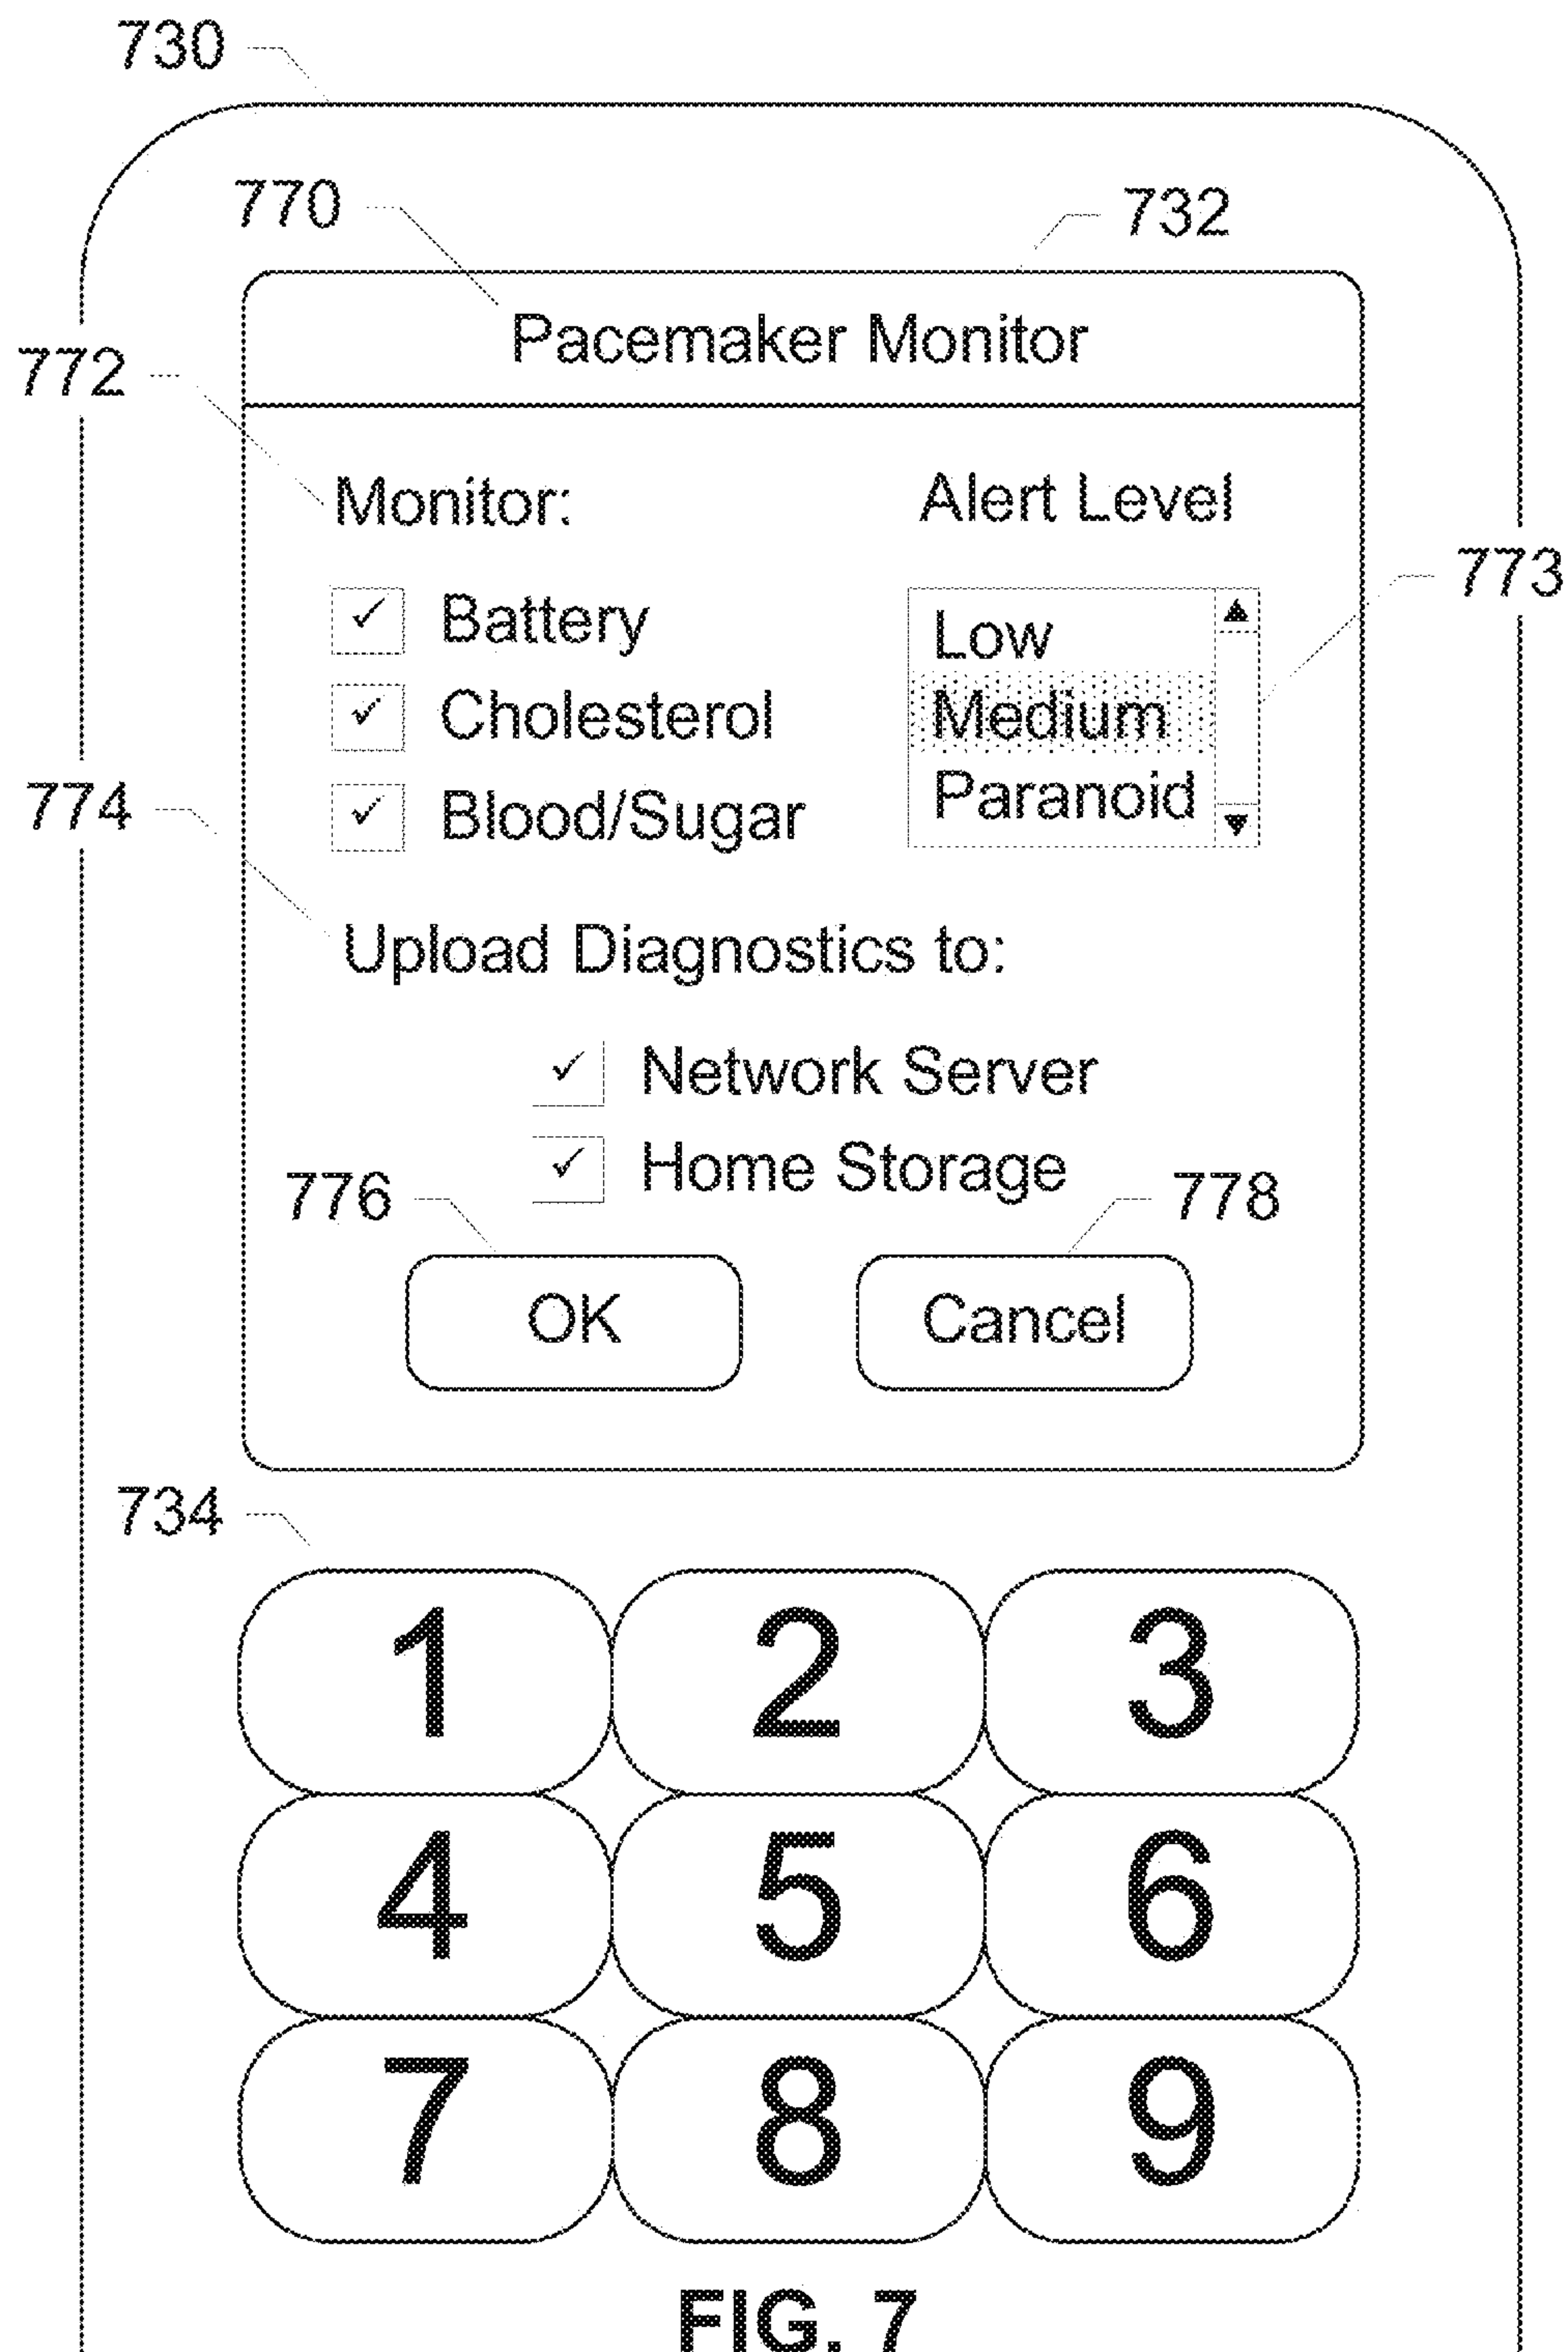 730
770
732
Pacemaker Monitor
772
Monitor:
Alert Level
773
✓ Battery
Low
✓ Cholesterol
Medium
774
✓ Blood/Sugar
Paranoid
Upload Diagnostics to:
✓ Network Server
✓ Home Storage
776
778
OK
Cancel
734
1 2 3
4 5 6
7 8 9
FIG. 7